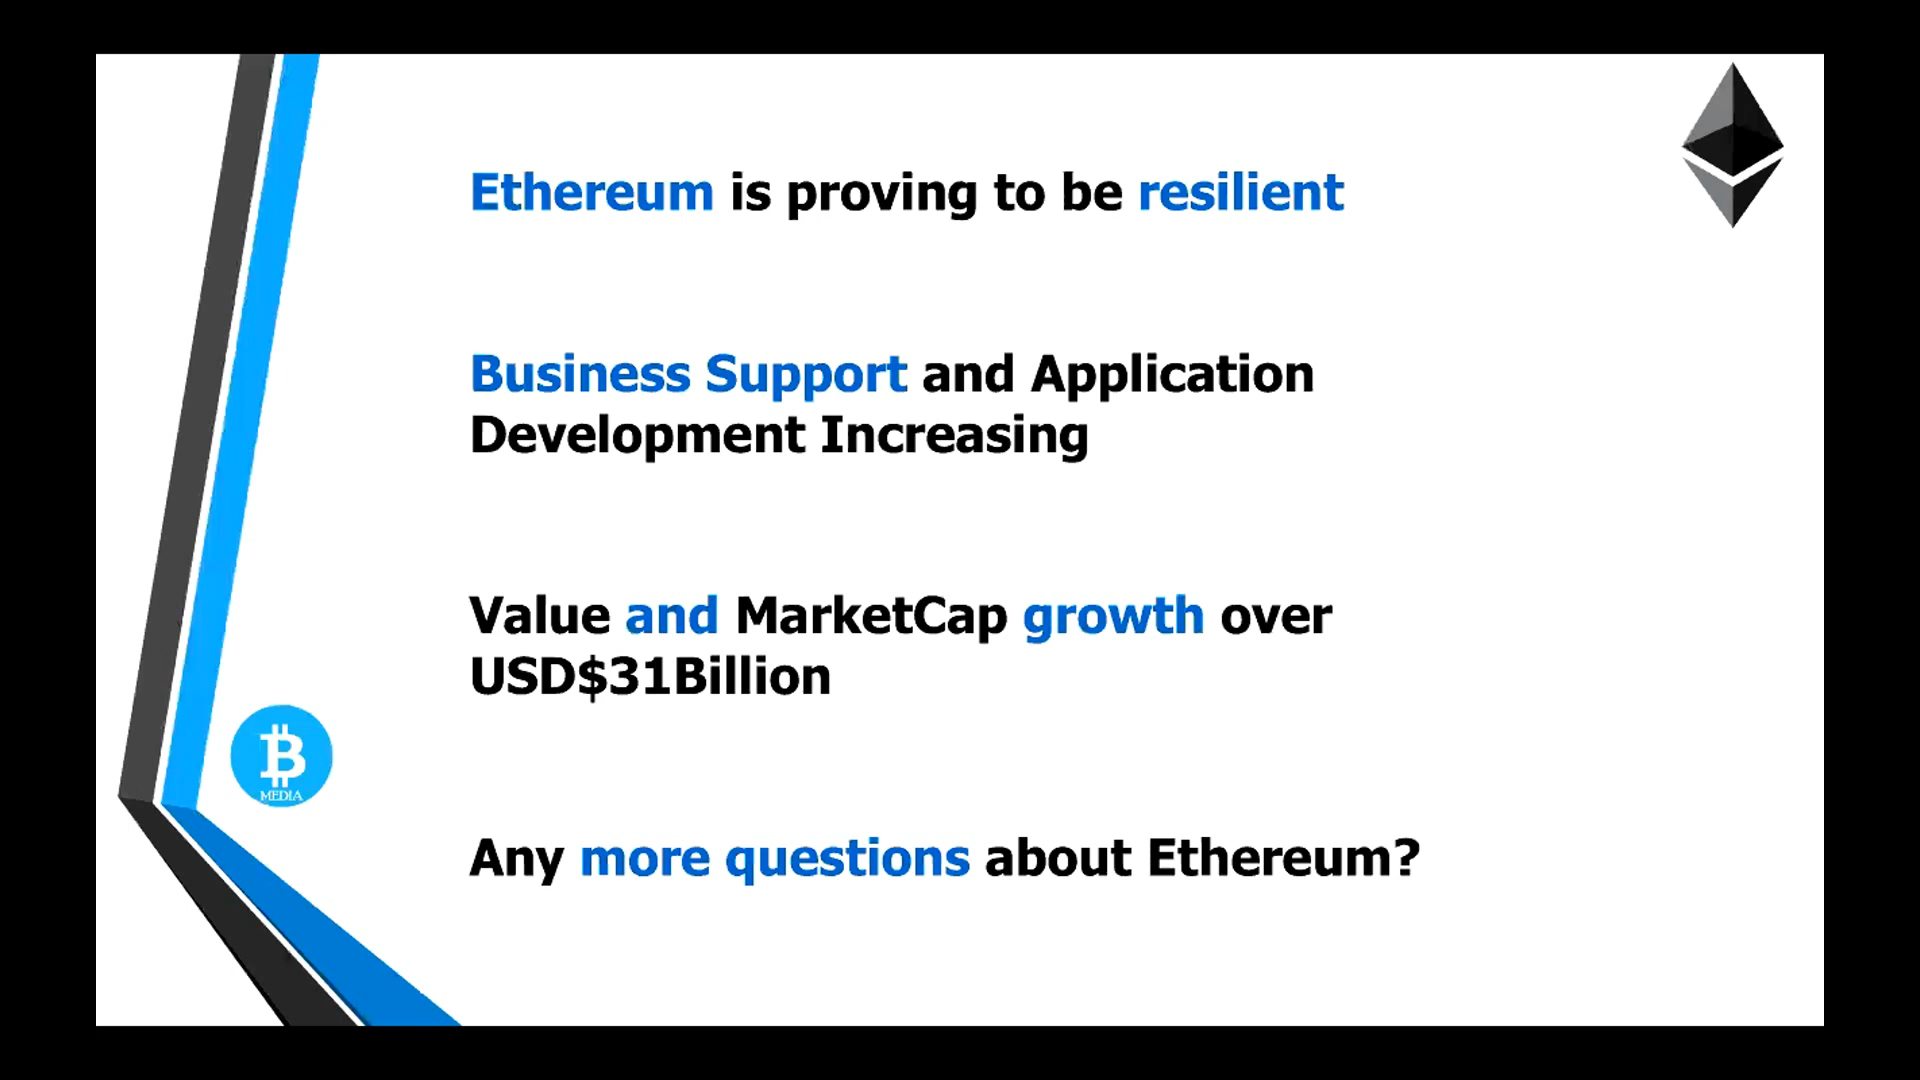 Ethereum is proving to be resilient
Business Support and Application
Development Increasing
Value and MarketCap growth over
USD$31Billion
MEDIA
Any more questions about Ethereum?